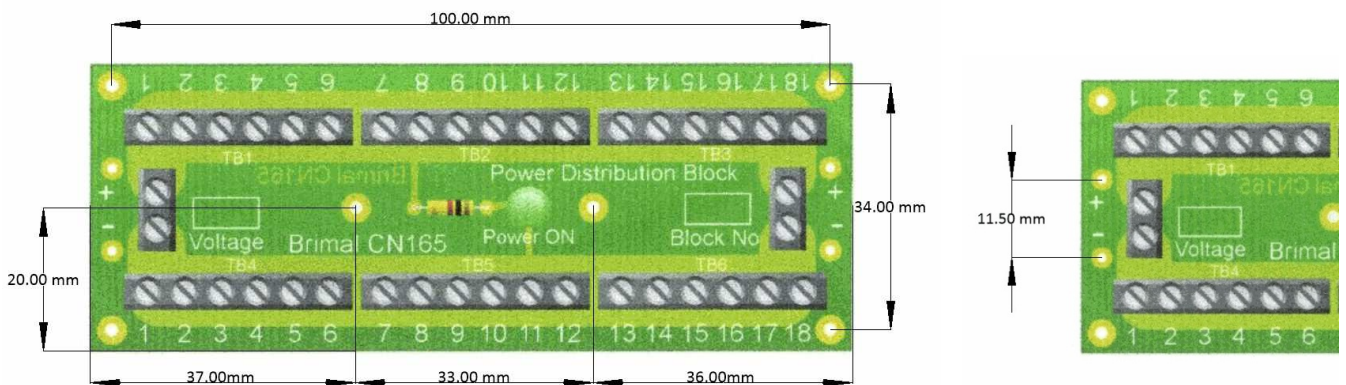 100.00 mm
1 2 3 4 5 6 7 8 9 10 11 12 13 14 15 16 17 18
TB1 TB2 TB3
Brimal CN165
Power Distribution Block
+ +
- -
Voltage Brimal CN165 Power ON Block No
34.00 mm
20.00 mm
TB4 TB5 TB6
1 2 3 4 5 6 7 8 9 10 11 12 13 14 15 16 17 18
37.00mm 33.00 mm 36.00mm
1 2 3 4 5 6
TB1
CN165
11.50 mm
+
-
Voltage Brimal
TB4
1 2 3 4 5 6